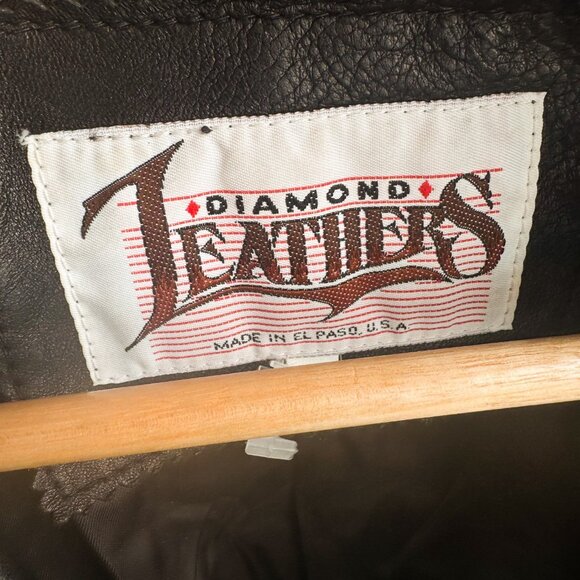 DIAMOND
LEATHERS
MADE IN EL PASO, U.S.A.